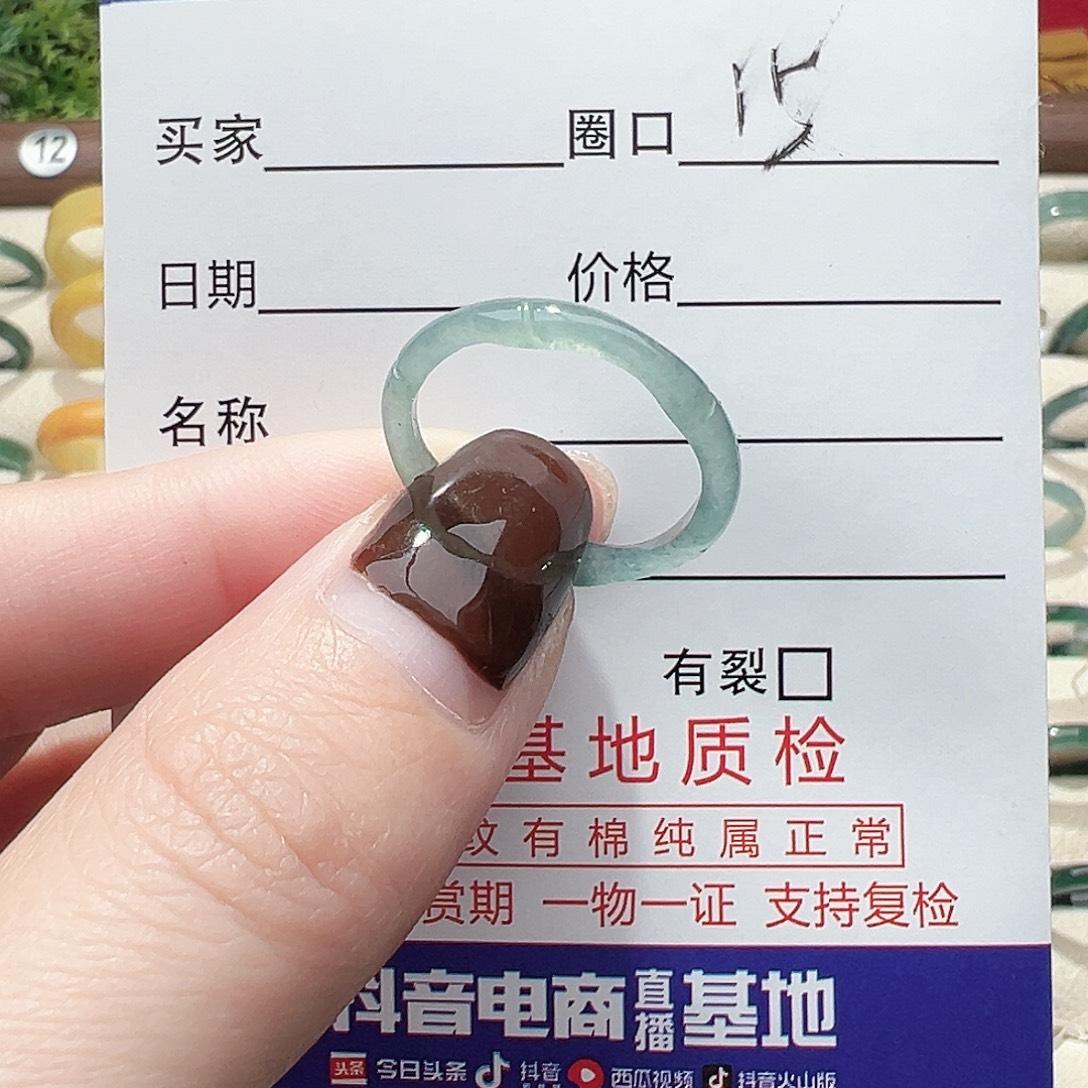 12
买家 圈口 15
日期 价格
名称
有裂□
基地质检
纹有棉纯属正常
赏期 一物一证 支持复检
抖音电商直播基地
头条 今日头条 抖音 西瓜视频 抖音火山版